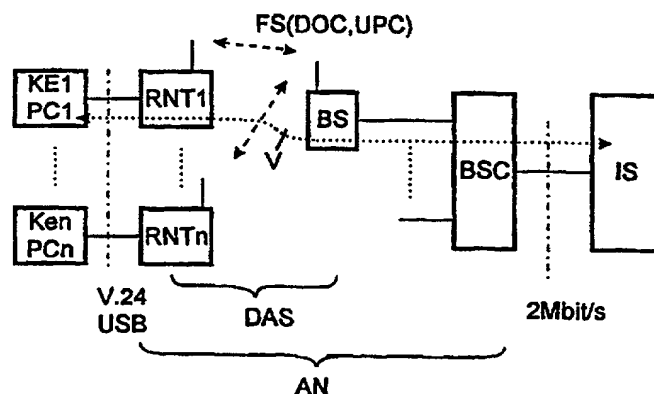 FS(DOC,UPC)
KE1
PC1
RNT1
BS
V
BSC
IS
Ken
PCn
RNTn
V.24
USB
DAS
2Mbit/s
AN